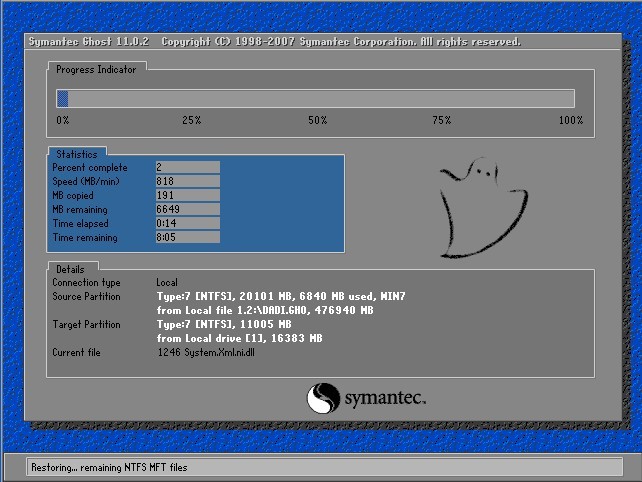 Symantec Ghost 11.0.2 Copyright (C) 1998-2007 Symantec Corporation. All rights reserved.
Progress Indicator
0% 25% 50% 75% 100%
Statistics
Percent complete 2
Speed (MB/min) 818
MB copied 191
MB remaining 6649
Time elapsed 0:14
Time remaining 8:05
Details
Connection type Local
Source Partition Type:7 [NTFS], 20101 MB, 6840 MB used, WIN7
from Local file 1.2:\DADI.GHO, 476940 MB
Target Partition Type:7 [NTFS], 11005 MB
from Local drive [1], 16383 MB
Current file 1246 System.Xml.ni.dll
symantec™
Restoring... remaining NTFS MFT files